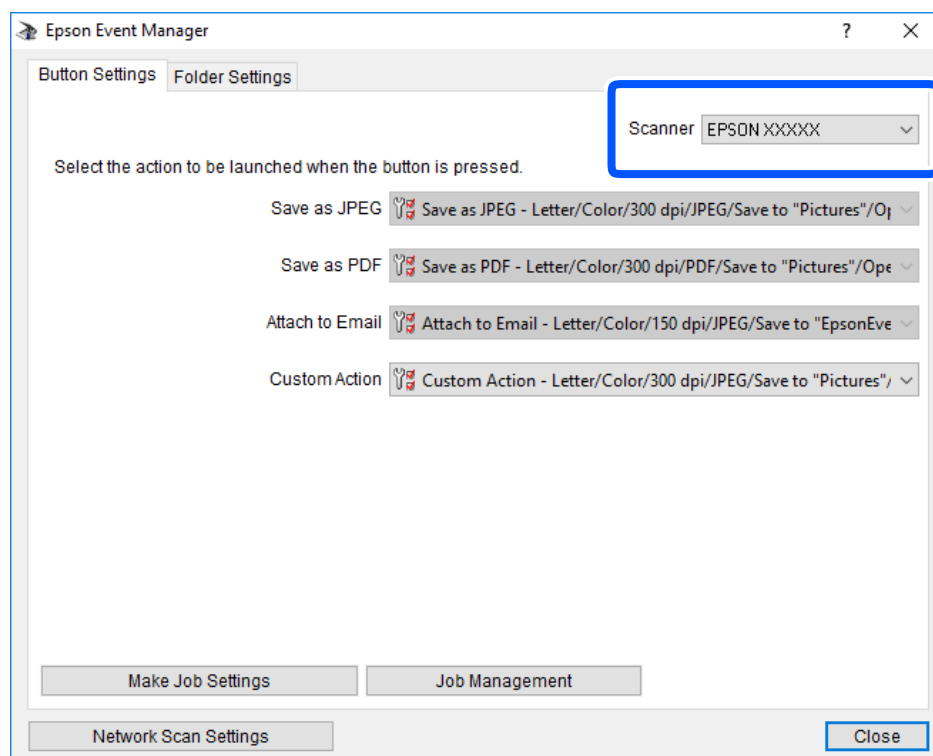 Epson Event Manager
Button Settings
Folder Settings
Scanner EPSON XXXXX
Select the action to be launched when the button is pressed.
Save as JPEG Save as JPEG - Letter/Color/300 dpi/JPEG/Save to "Pictures"/Op
Save as PDF Save as PDF - Letter/Color/300 dpi/PDF/Save to "Pictures"/Ope
Attach to Email Attach to Email - Letter/Color/150 dpi/JPEG/Save to "EpsonEve
Custom Action Custom Action - Letter/Color/300 dpi/JPEG/Save to "Pictures"/
Make Job Settings
Job Management
Network Scan Settings
Close